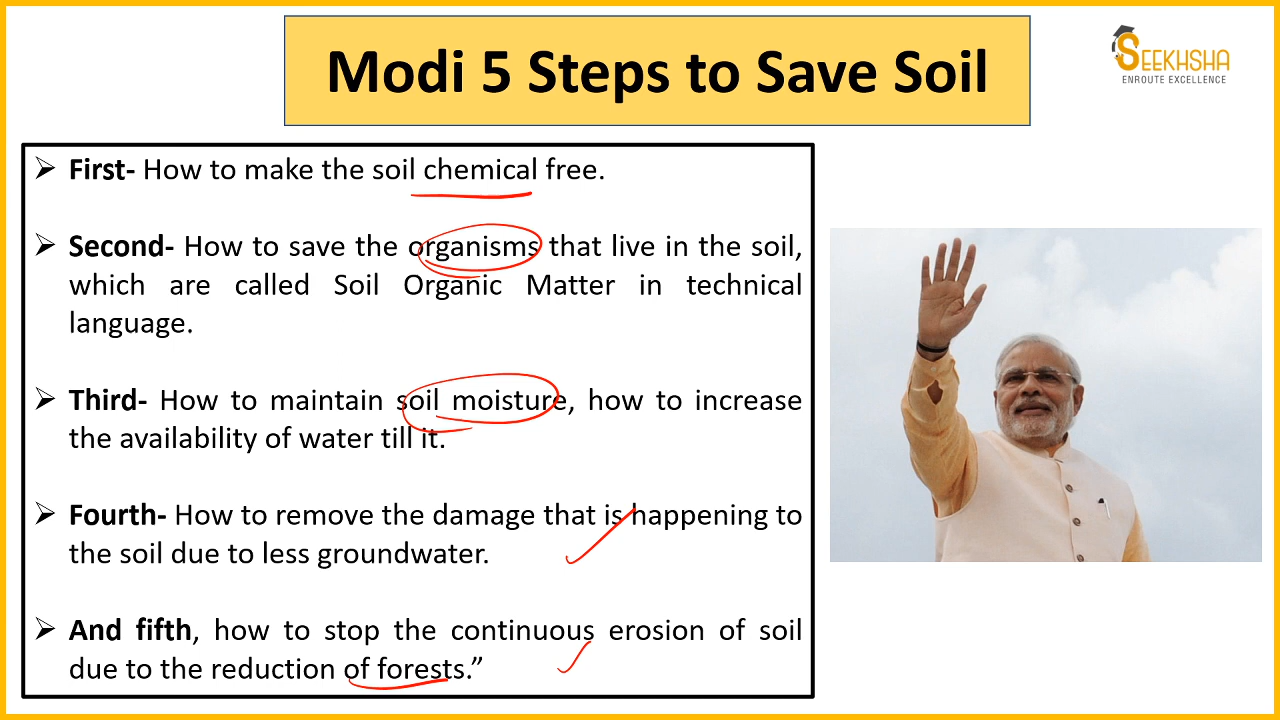 Modi 5 Steps to Save Soil
SEEKHSHA
ENROUTE EXCELLENCE
➢ First- How to make the soil chemical free.
➢ Second- How to save the organisms that live in the soil,
which are called Soil Organic Matter in technical
language.
➢ Third- How to maintain soil moisture, how to increase
the availability of water till it.
➢ Fourth- How to remove the damage that is happening to
the soil due to less groundwater.
➢ And fifth, how to stop the continuous erosion of soil
due to the reduction of forests.”